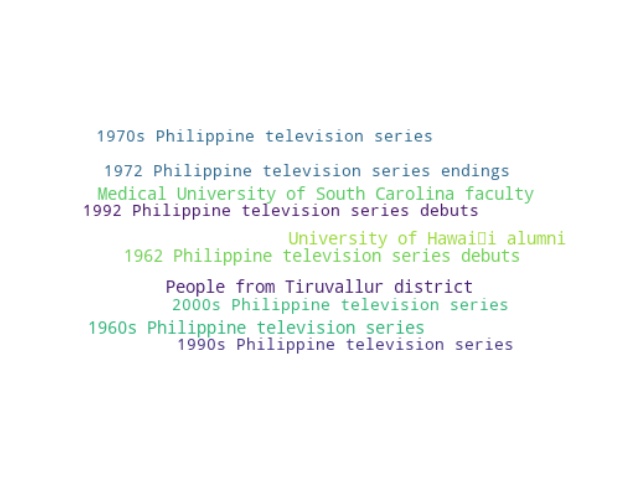 1970s Philippine television series
1972 Philippine television series endings
Medical University of South Carolina faculty
1992 Philippine television series debuts
University of Hawai▯i alumni
1962 Philippine television series debuts
People from Tiruvallur district
2000s Philippine television series
1960s Philippine television series
1990s Philippine television series